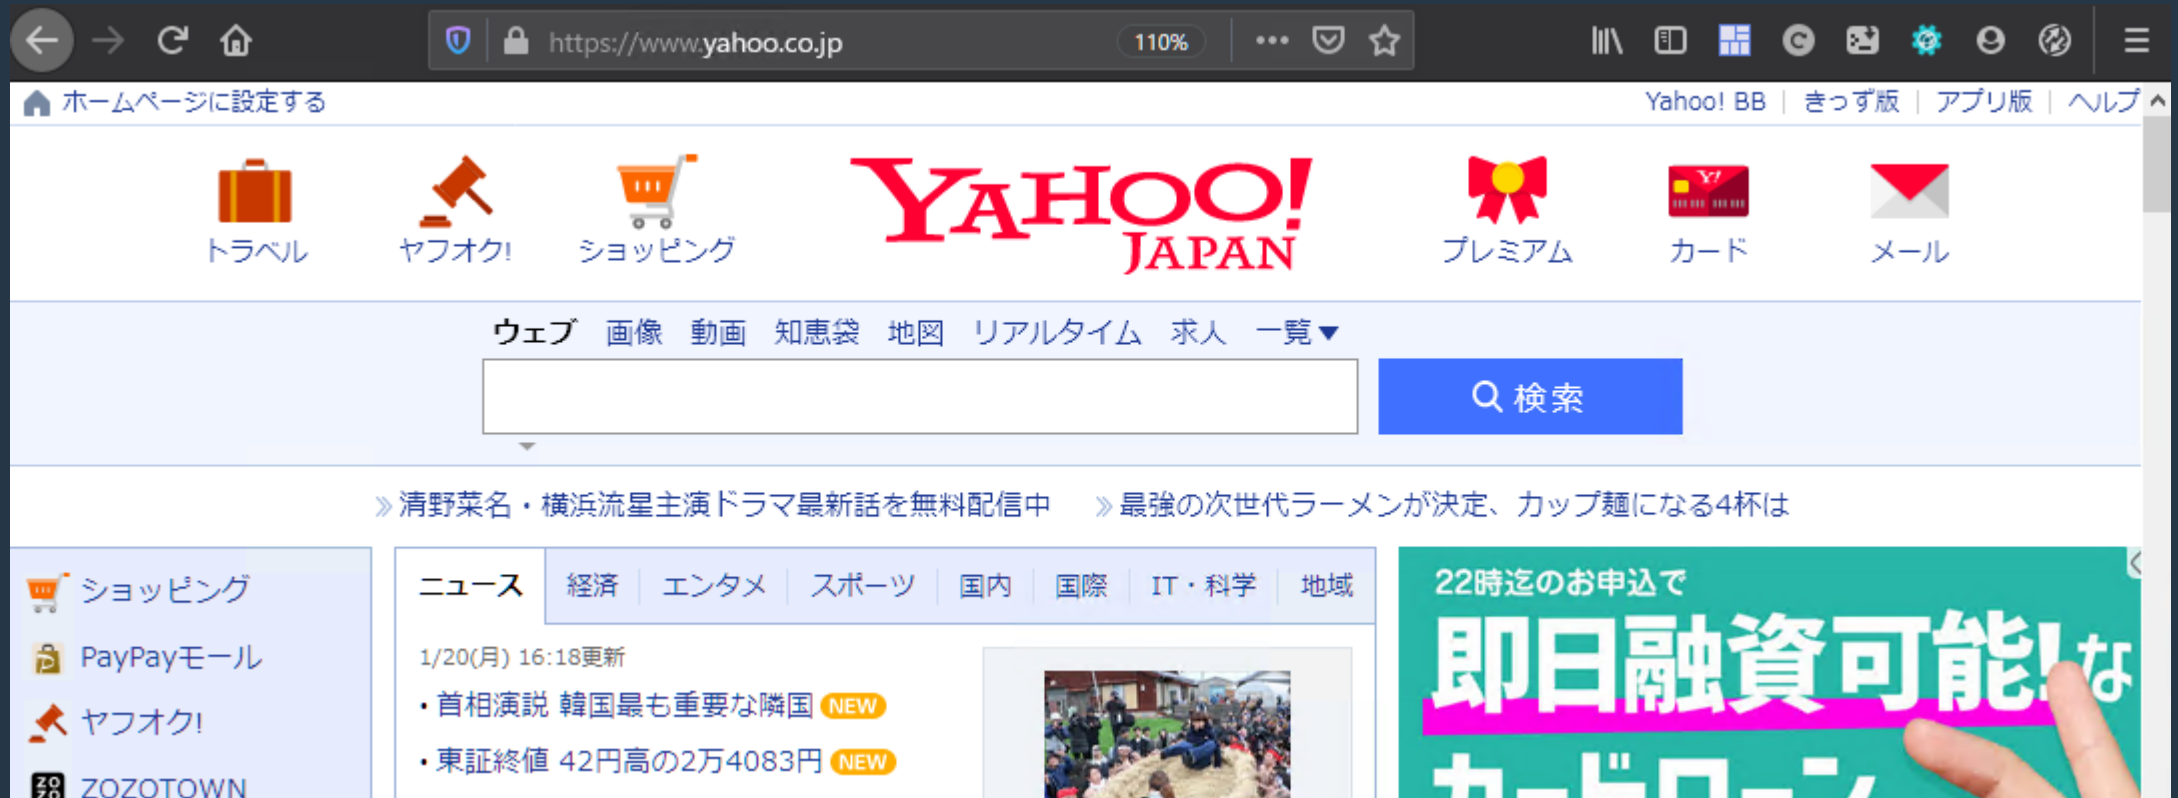 https://www.yahoo.co.jp 110%
ホームページに設定する
Yahoo! BB | きっず版 | アプリ版 | ヘルプ
トラベル ヤフオク! ショッピング YAHOO! JAPAN プレミアム カード メール
ウェブ 画像 動画 知恵袋 地図 リアルタイム 求人 一覧▼
検索
清野菜名・横浜流星主演ドラマ最新話を無料配信中 最強の次世代ラーメンが決定、カップ麺になる4杯は
ショッピング
PayPayモール
ヤフオク!
ZOZOTOWN
ニュース 経済 エンタメ スポーツ 国内 国際 IT・科学 地域
1/20(月) 16:18更新
・首相演説 韓国最も重要な隣国 NEW
・東証終値 42円高の2万4083円 NEW
22時迄のお申込で
即日融資可能!な
カードローン